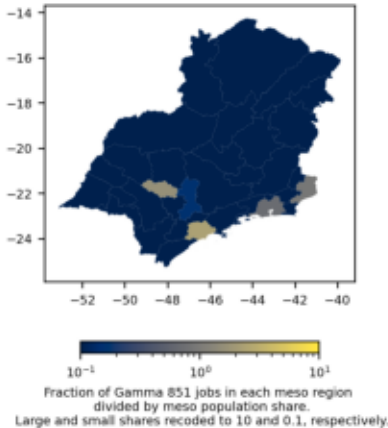 −14
−16
−18
−20
−22
−24
−52 −50 −48 −46 −44 −42 −40
10⁻¹ 10⁰ 10¹
Fraction of Gamma 851 jobs in each meso region
divided by meso population share.
Large and small shares recoded to 10 and 0.1, respectively